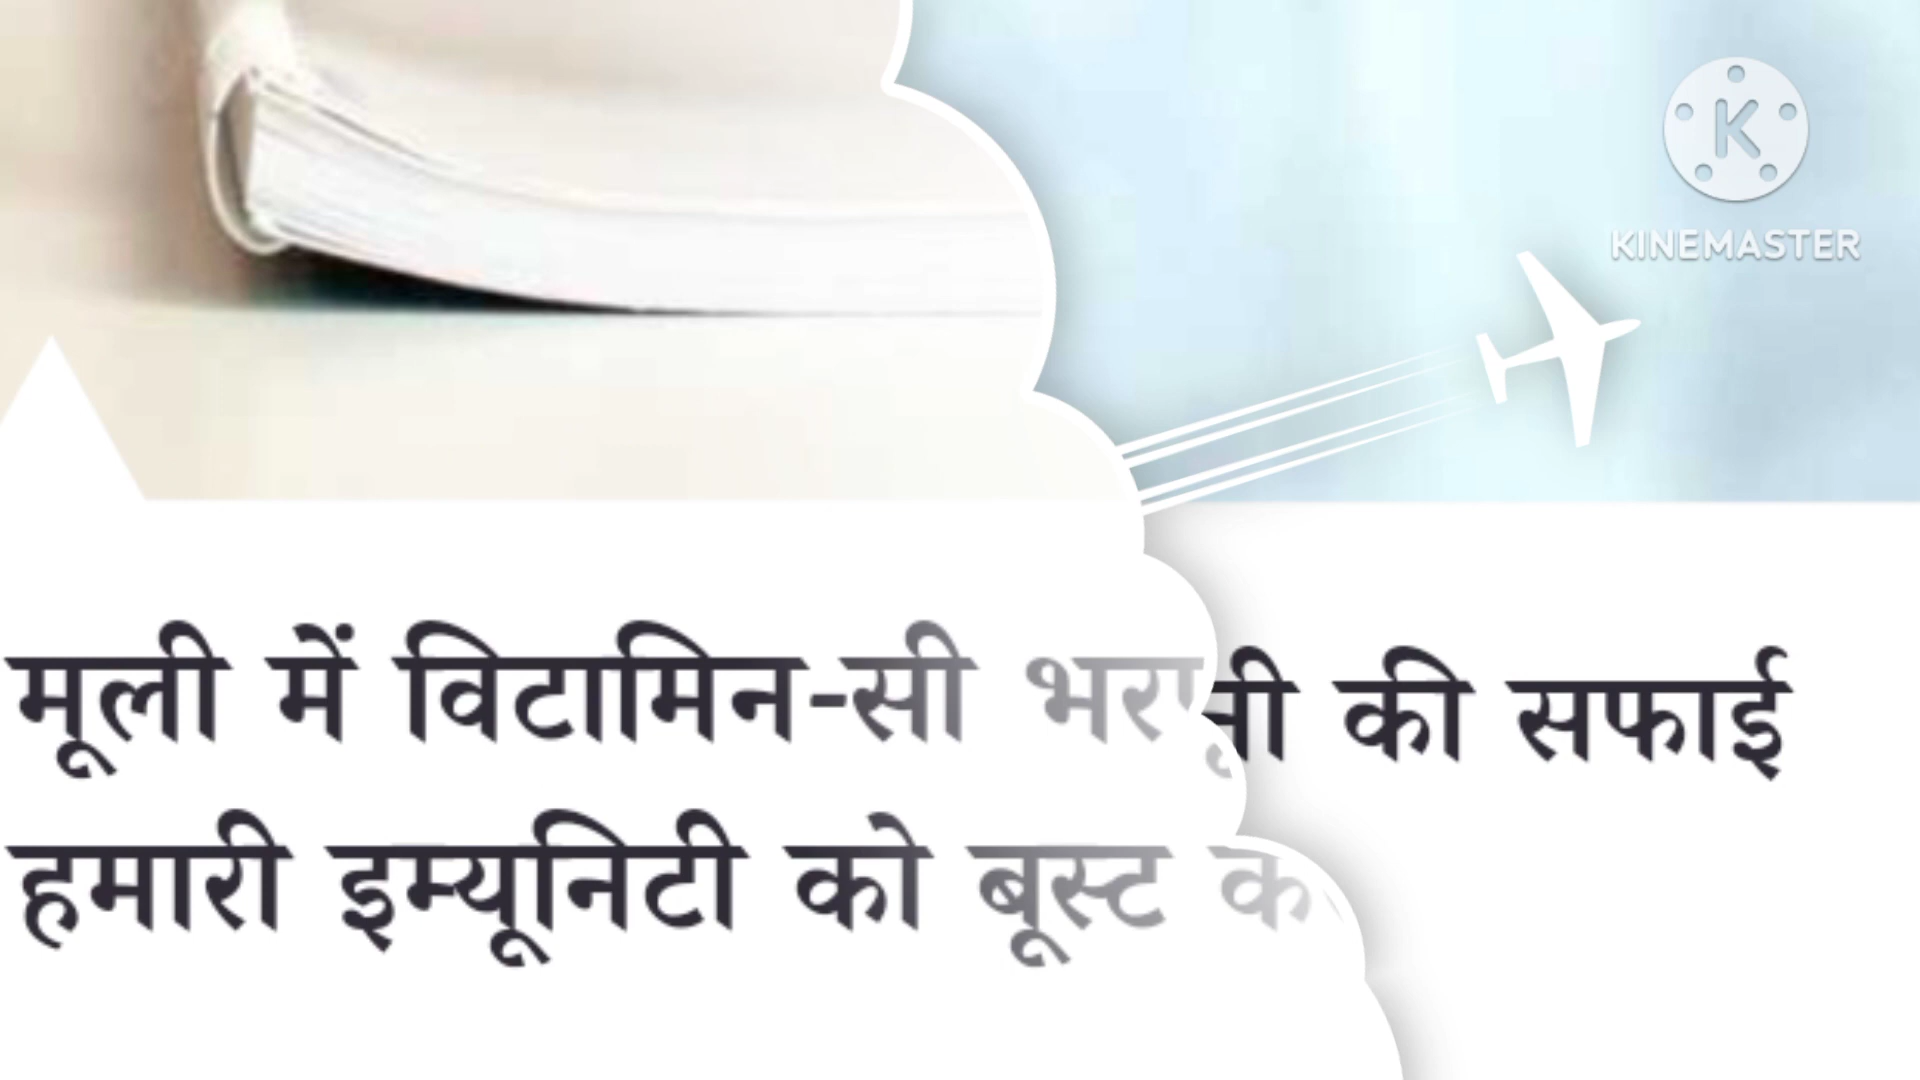 KINEMASTER
मूली में विटामिन-सी
की सफाई
हमारी इम्यूनिटी को बूस्ट